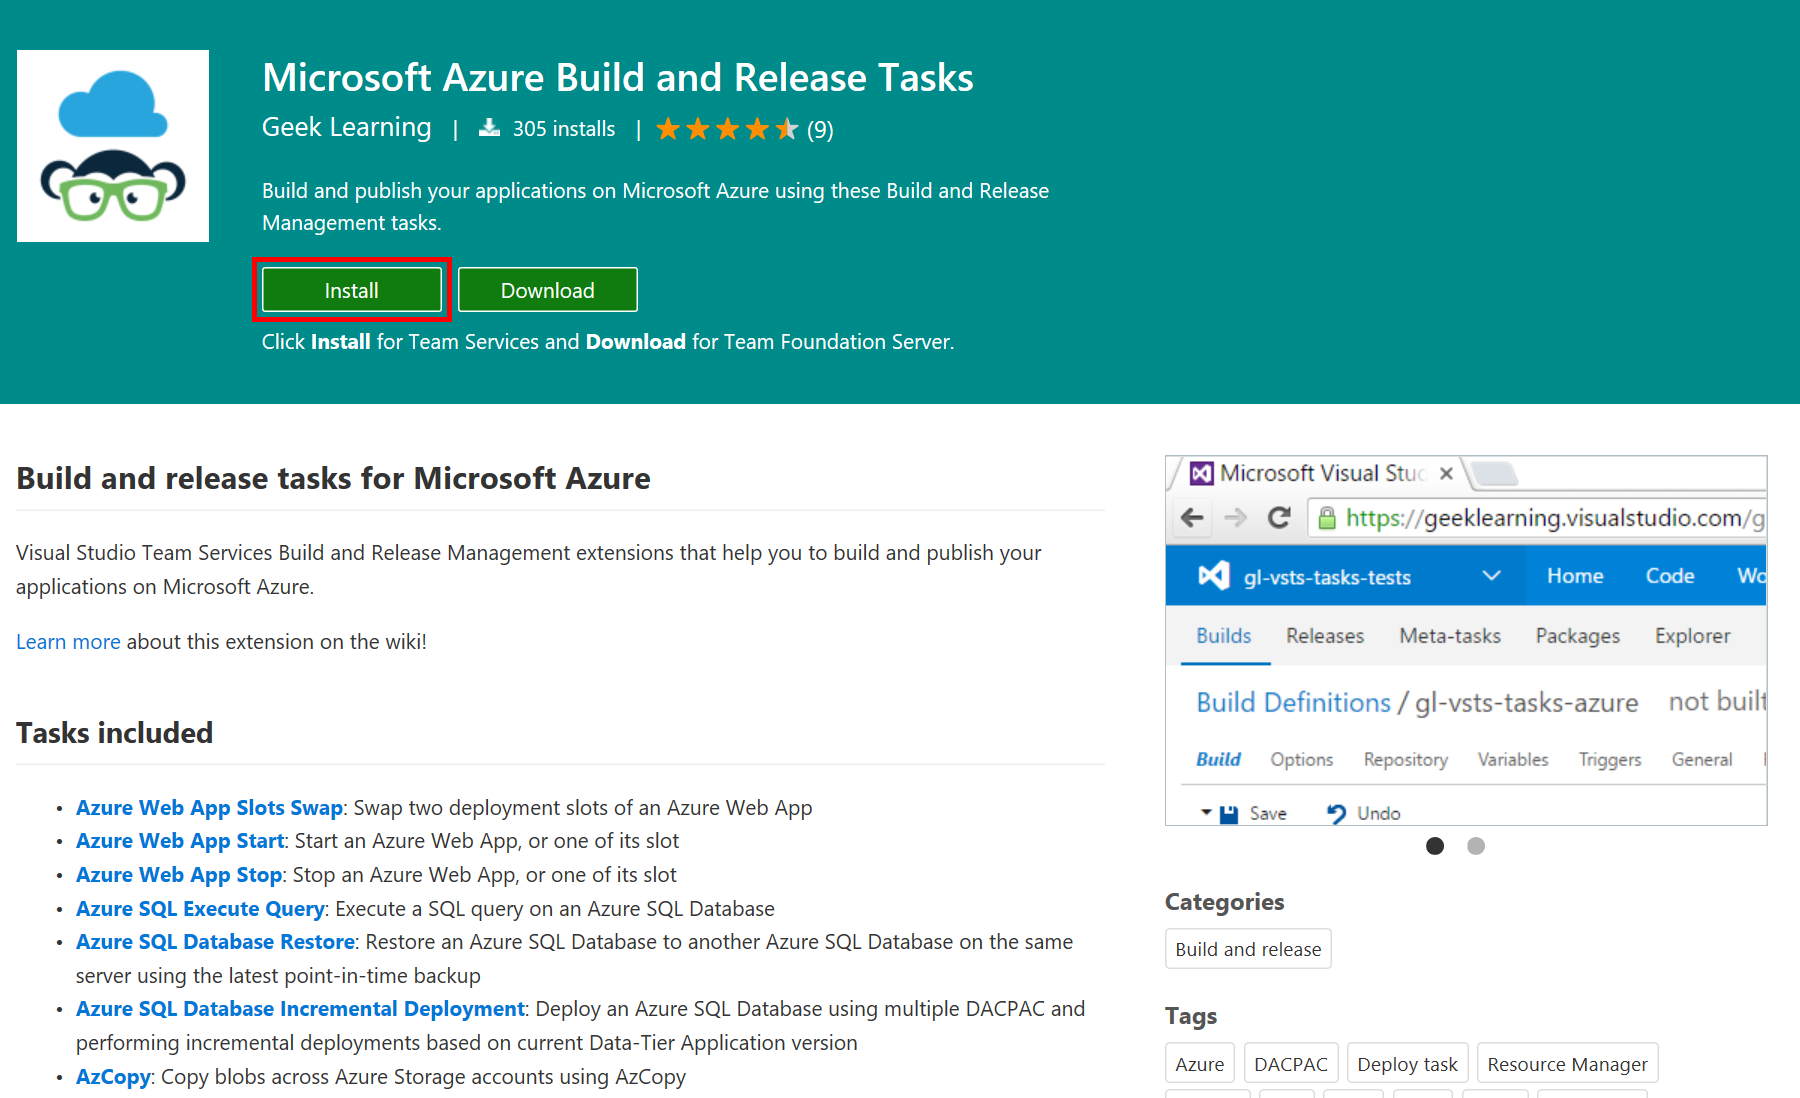 Microsoft Azure Build and Release Tasks
Geek Learning | 305 installs | (9)
Build and publish your applications on Microsoft Azure using these Build and Release
Management tasks.
Install Download
Click Install for Team Services and Download for Team Foundation Server.
Build and release tasks for Microsoft Azure
Visual Studio Team Services Build and Release Management extensions that help you to build and publish your
applications on Microsoft Azure.
Learn more about this extension on the wiki!
Tasks included
• Azure Web App Slots Swap: Swap two deployment slots of an Azure Web App
• Azure Web App Start: Start an Azure Web App, or one of its slot
• Azure Web App Stop: Stop an Azure Web App, or one of its slot
• Azure SQL Execute Query: Execute a SQL query on an Azure SQL Database
• Azure SQL Database Restore: Restore an Azure SQL Database to another Azure SQL Database on the same
server using the latest point-in-time backup
• Azure SQL Database Incremental Deployment: Deploy an Azure SQL Database using multiple DACPAC and
performing incremental deployments based on current Data-Tier Application version
• AzCopy: Copy blobs across Azure Storage accounts using AzCopy
Microsoft Visual Stud
https://geeklearning.visualstudio.com/g
gl-vsts-tasks-tests Home Code Wo
Builds Releases Meta-tasks Packages Explorer
Build Definitions / gl-vsts-tasks-azure not built
Build Options Repository Variables Triggers General
Save Undo
Categories
Build and release
Tags
Azure DACPAC Deploy task Resource Manager